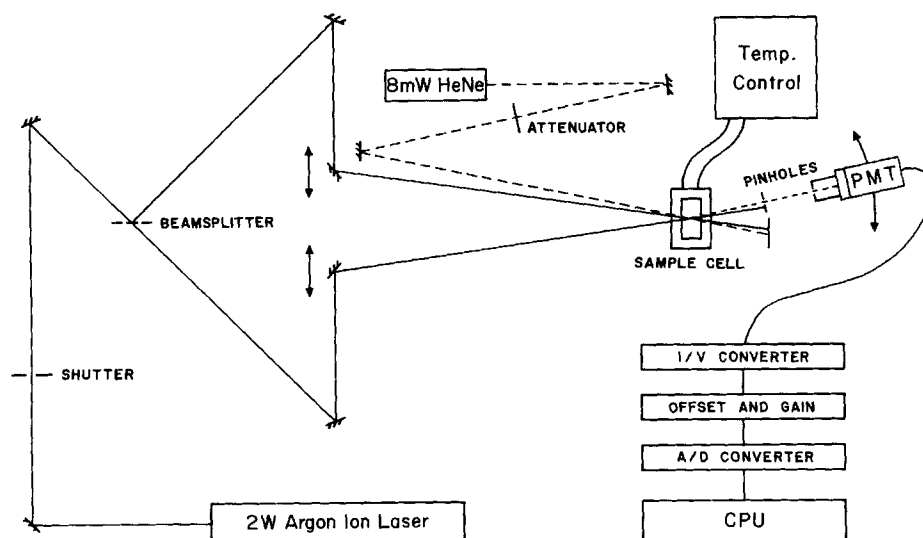 Temp.
Control
8mW HeNe
ATTENUATOR
PINHOLES
PMT
BEAMSPLITTER
SAMPLE CELL
SHUTTER
I/V CONVERTER
OFFSET AND GAIN
A/D CONVERTER
2W Argon Ion Laser
CPU